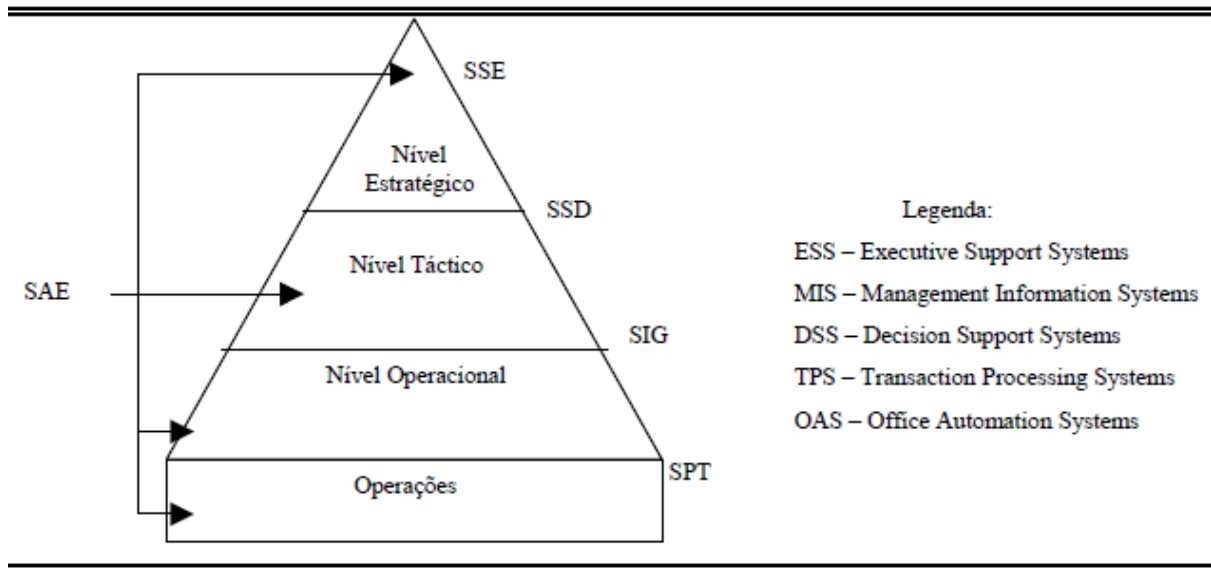 SSE
Nível
Estratégico
SSD
Nível Táctico
SAE
SIG
Nível Operacional
SPT
Operações
Legenda:
ESS – Executive Support Systems
MIS – Management Information Systems
DSS – Decision Support Systems
TPS – Transaction Processing Systems
OAS – Office Automation Systems